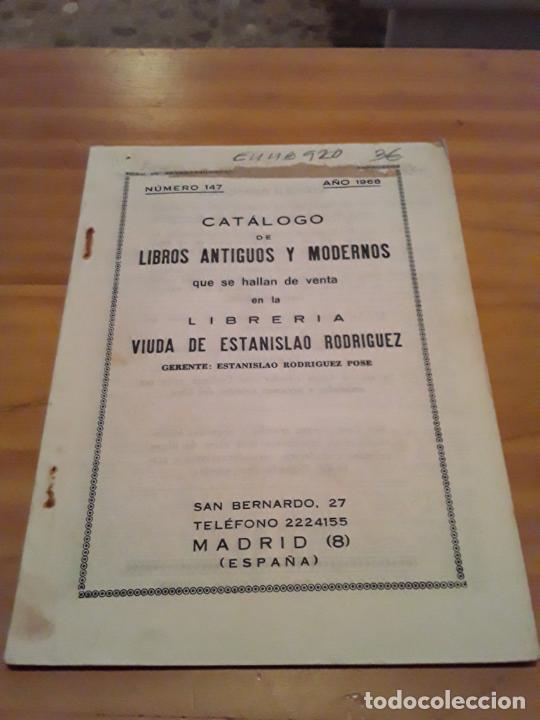 36
NÚMERO 147 AÑO 1968
CATÁLOGO
DE
LIBROS ANTIGUOS Y MODERNOS
que se hallan de venta
en la
LIBRERIA
VIUDA DE ESTANISLAO RODRIGUEZ
GERENTE: ESTANISLAO RODRIGUEZ POSE
SAN BERNARDO, 27
TELÉFONO 2224155
MADRID (8)
(ESPAÑA)
todocoleccion